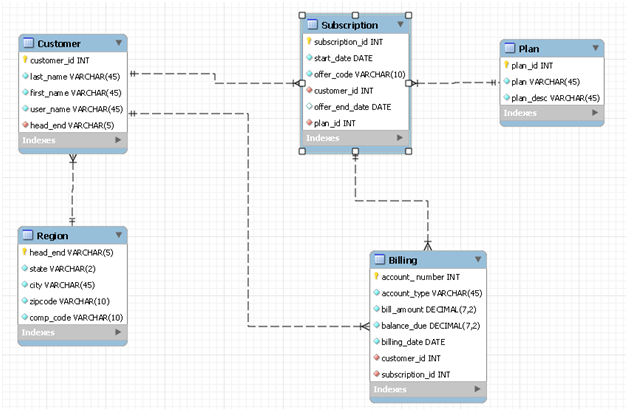 Customer
customer_id INT
last_name VARCHAR(45)
first_name VARCHAR(45)
user_name VARCHAR(45)
head_end VARCHAR(5)
Indexes
Subscription
subscription_id INT
start_date DATE
offer_code VARCHAR(10)
customer_id INT
offer_end_date DATE
plan_id INT
Indexes
Plan
plan_id INT
plan VARCHAR(45)
plan_desc VARCHAR(45)
Indexes
Region
head_end VARCHAR(5)
state VARCHAR(2)
city VARCHAR(45)
zipcode VARCHAR(10)
comp_code VARCHAR(10)
Indexes
Billing
account_number INT
account_type VARCHAR(45)
bill_amount DECIMAL(7,2)
balance_due DECIMAL(7,2)
billing_date DATE
customer_id INT
subscription_id INT
Indexes